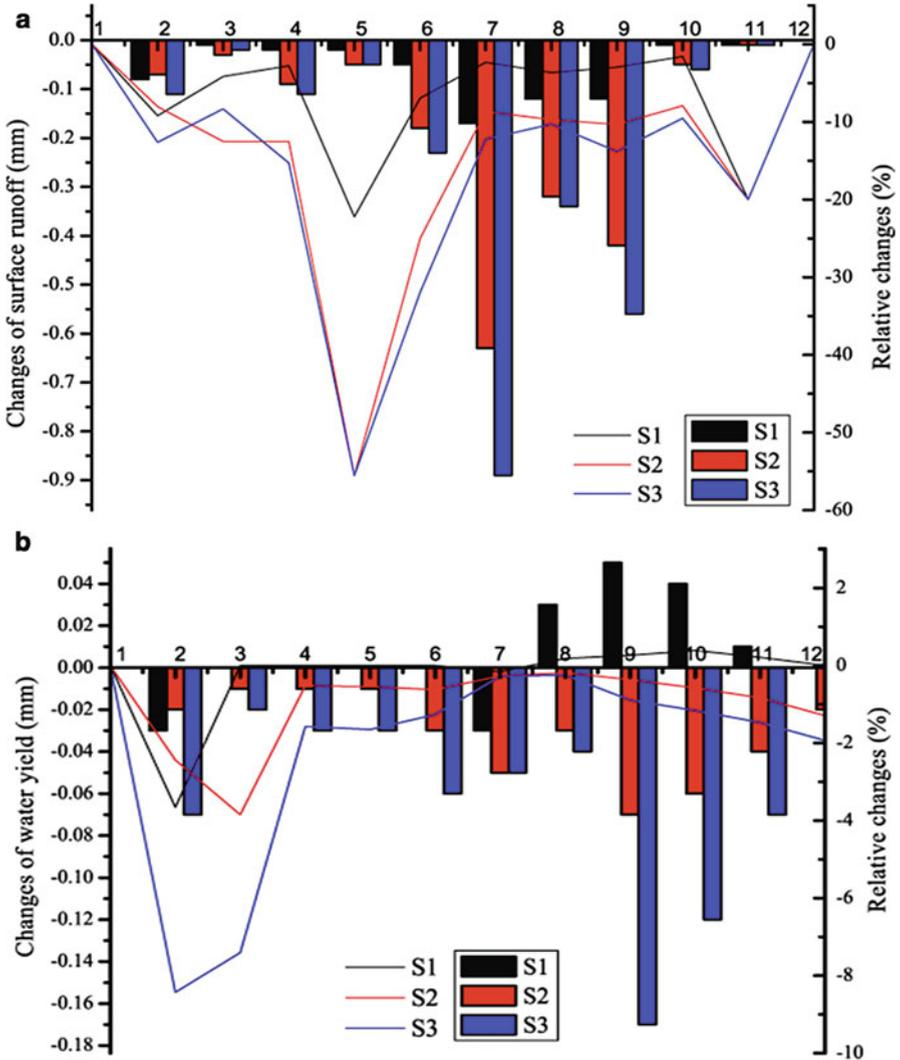 a
1 2 3 4 5 6 7 8 9 10 11 12
0.0
-0.1
-0.2
-0.3
-0.4
-0.5
-0.6
-0.7
-0.8
-0.9
Changes of surface runoff (mm)
0
-10
-20
-30
-40
-50
-60
Relative changes (%)
S1 S1
S2 S2
S3 S3
b
1 2 3 4 5 6 7 8 9 10 11 12
0.04
0.02
0.00
-0.02
-0.04
-0.06
-0.08
-0.10
-0.12
-0.14
-0.16
-0.18
Changes of water yield (mm)
2
0
-2
-4
-6
-8
-10
Relative changes (%)
S1 S1
S2 S2
S3 S3